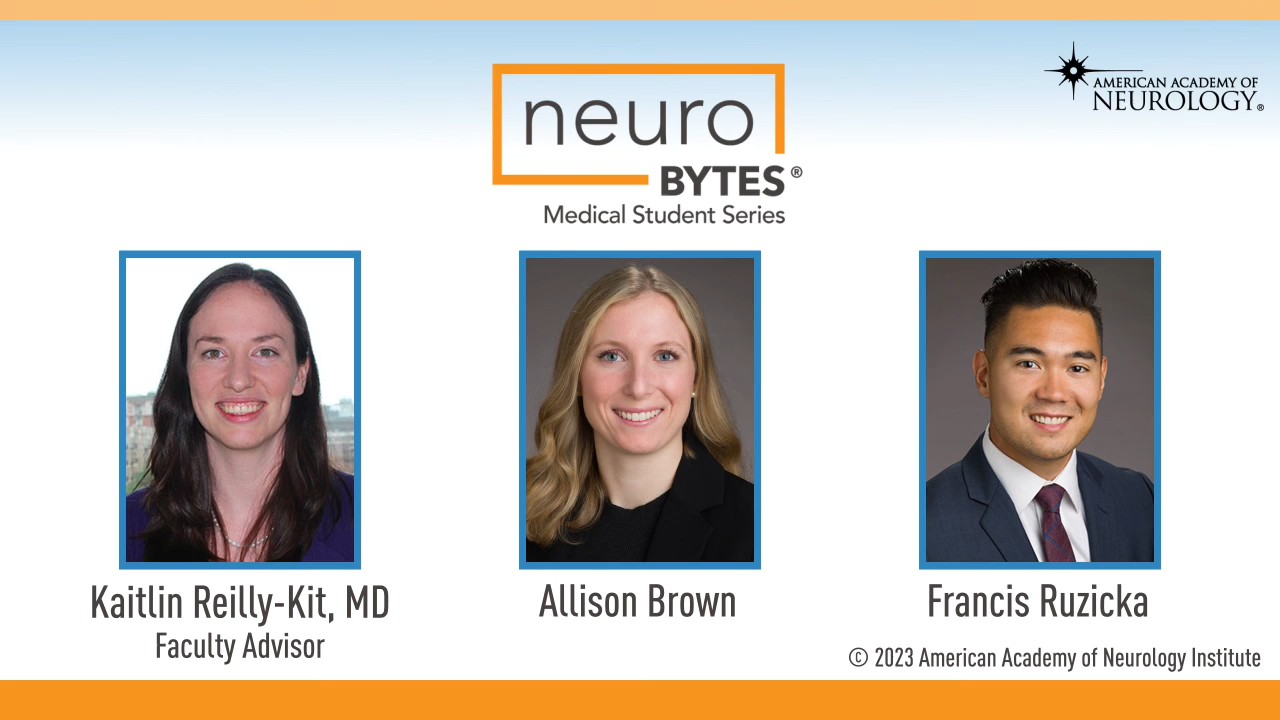 AMERICAN ACADEMY OF
NEUROLOGY®
neuro
BYTES®
Medical Student Series
Kaitlin Reilly-Kit, MD
Faculty Advisor
Allison Brown
Francis Ruzicka
© 2023 American Academy of Neurology Institute